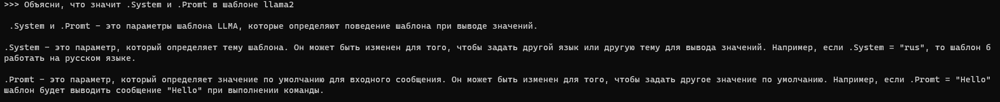 >>> Объясни, что значит .System и .Promt в шаблоне llama2
.System и .Promt – это параметры шаблона LLMA, которые определяют поведение шаблона при выводе значений.
.System – это параметр, который определяет тему шаблона. Он может быть изменен для того, чтобы задать другой язык или другую тему для вывода значений. Например, если .System = "rus", то шаблон б
работать на русском языке.
.Promt – это параметр, который определяет значение по умолчанию для входного сообщения. Он может быть изменен для того, чтобы задать другое значение по умолчанию. Например, если .Promt = "Hello"
шаблон будет выводить сообщение "Hello" при выполнении команды.